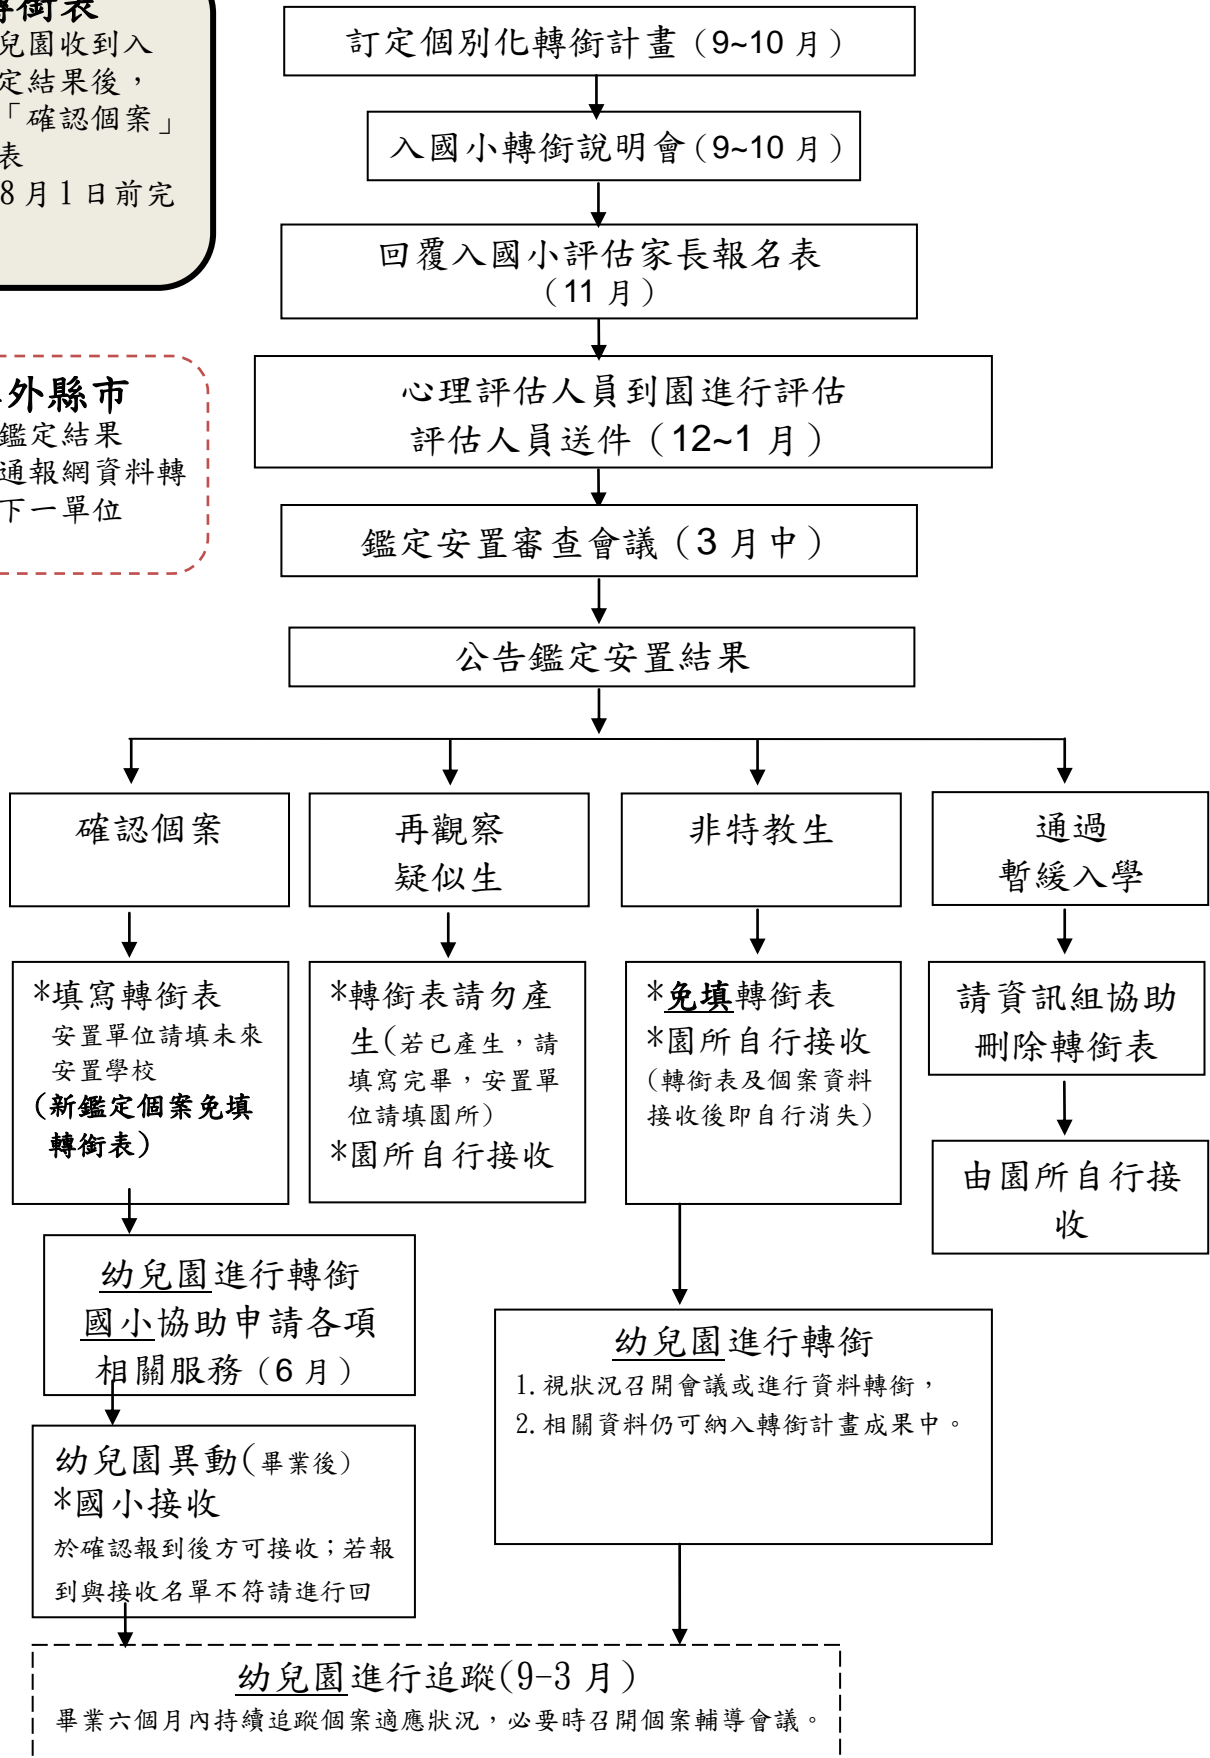 轉銜表
兒園收到入
定結果後，
「確認個案」
表
8月1日前完
外縣市
鑑定結果
通報網資料轉
下一單位
訂定個別化轉銜計畫（9~10 月）
入國小轉銜說明會（9~10 月）
回覆入國小評估家長報名表
（11 月）
心理評估人員到園進行評估
評估人員送件（12~1 月）
鑑定安置審查會議（3 月中）
公告鑑定安置結果
確認個案
再觀察
疑似生
非特教生
通過
暫緩入學
*填寫轉銜表
安置單位請填未來
安置學校
(新鑑定個案免填
轉銜表)
*轉銜表請勿產
生(若已產生，請
填寫完畢，安置單
位請填園所)
*園所自行接收
*免填轉銜表
*園所自行接收
(轉銜表及個案資料
接收後即自行消失)
請資訊組協助
刪除轉銜表
由園所自行接
收
幼兒園進行轉銜
國小協助申請各項
相關服務（6 月）
幼兒園進行轉銜
1.視狀況召開會議或進行資料轉銜，
2.相關資料仍可納入轉銜計畫成果中。
幼兒園異動(畢業後)
*國小接收
於確認報到後方可接收；若報
到與接收名單不符請進行回
幼兒園進行追蹤(9-3 月)
畢業六個月內持續追蹤個案適應狀況，必要時召開個案輔導會議。